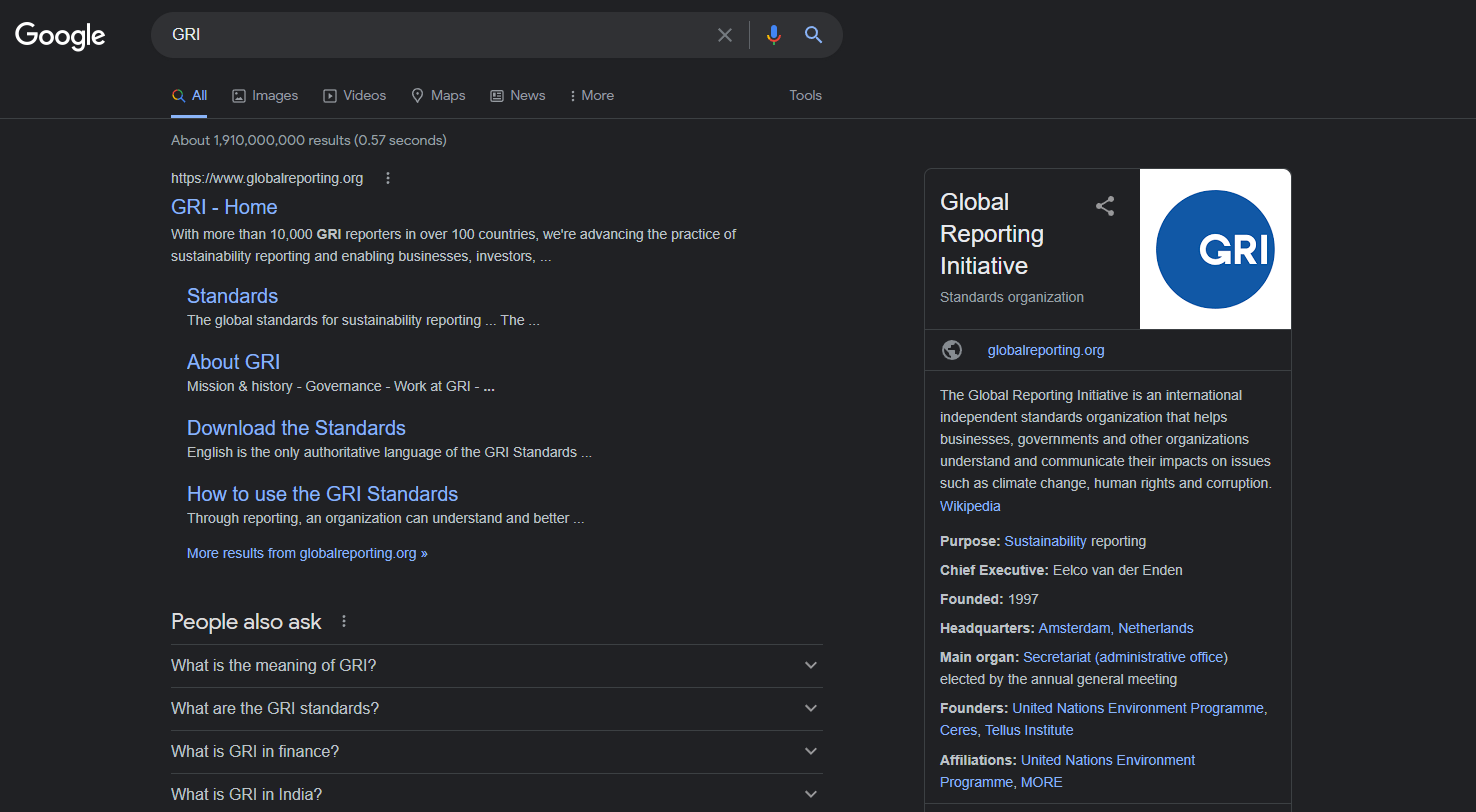 Google
GRI
All Images Videos Maps News More Tools
About 1,910,000,000 results (0.57 seconds)
https://www.globalreporting.org
GRI - Home
With more than 10,000 GRI reporters in over 100 countries, we're advancing the practice of
sustainability reporting and enabling businesses, investors, ...
Standards
The global standards for sustainability reporting ... The ...
About GRI
Mission & history - Governance - Work at GRI - ...
Download the Standards
English is the only authoritative language of the GRI Standards ...
How to use the GRI Standards
Through reporting, an organization can understand and better ...
More results from globalreporting.org »
People also ask
What is the meaning of GRI?
What are the GRI standards?
What is GRI in finance?
What is GRI in India?
Global
Reporting
Initiative
Standards organization
GRI
globalreporting.org
The Global Reporting Initiative is an international
independent standards organization that helps
businesses, governments and other organizations
understand and communicate their impacts on issues
such as climate change, human rights and corruption.
Wikipedia
Purpose: Sustainability reporting
Chief Executive: Eelco van der Enden
Founded: 1997
Headquarters: Amsterdam, Netherlands
Main organ: Secretariat (administrative office)
elected by the annual general meeting
Founders: United Nations Environment Programme,
Ceres, Tellus Institute
Affiliations: United Nations Environment
Programme, MORE